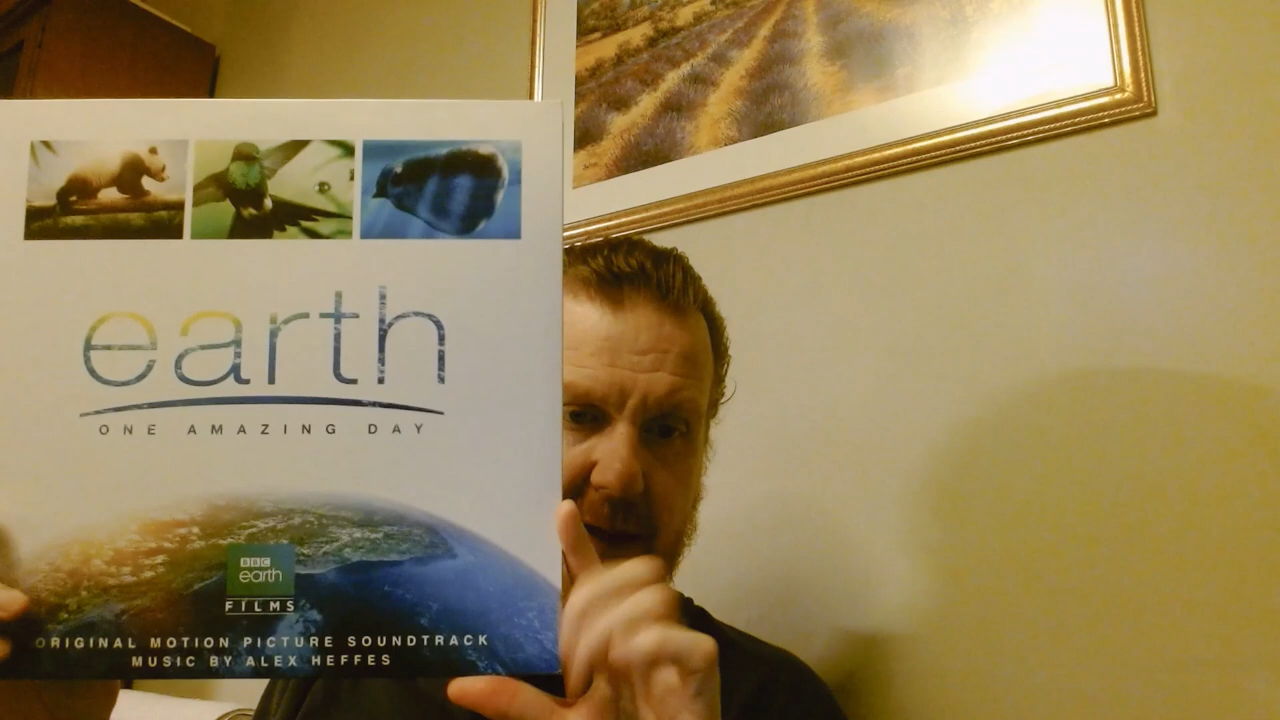 earth
ONE AMAZING DAY
BBC
earth
FILMS
ORIGINAL MOTION PICTURE SOUNDTRACK
MUSIC BY ALEX HEFFES